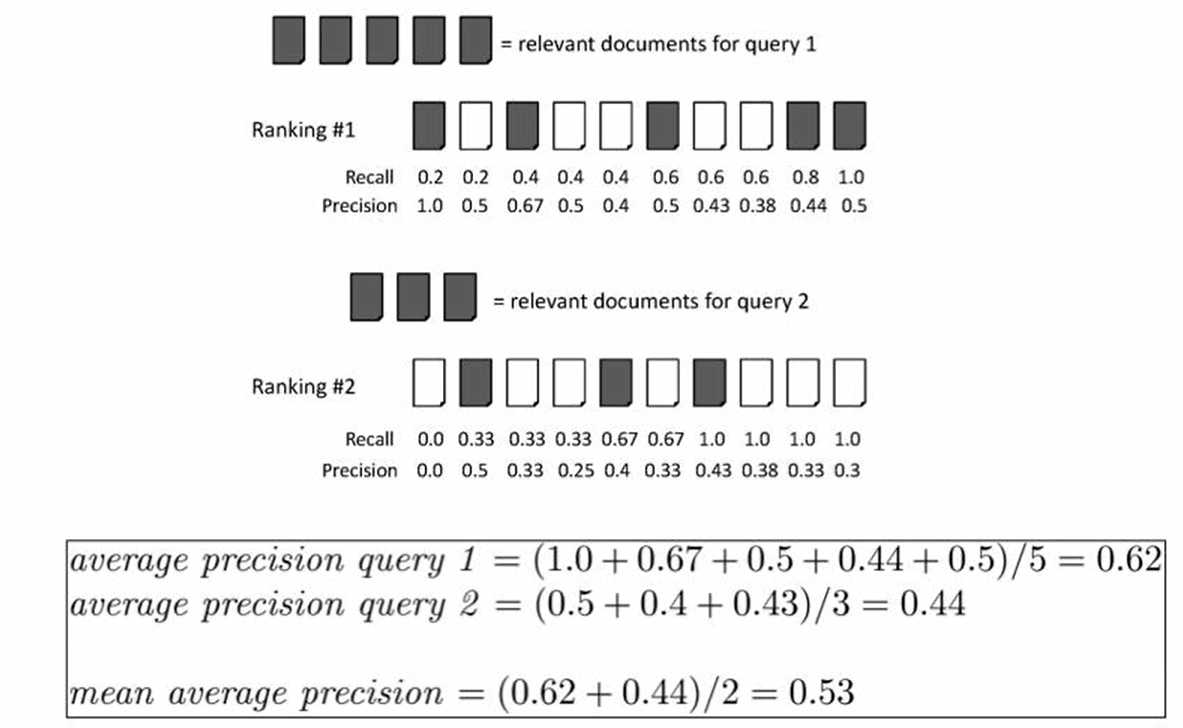 = relevant documents for query 1
Ranking #1
Recall 0.2 0.2 0.4 0.4 0.4 0.6 0.6 0.6 0.8 1.0
Precision 1.0 0.5 0.67 0.5 0.4 0.5 0.43 0.38 0.44 0.5
= relevant documents for query 2
Ranking #2
Recall 0.0 0.33 0.33 0.33 0.67 0.67 1.0 1.0 1.0 1.0
Precision 0.0 0.5 0.33 0.25 0.4 0.33 0.43 0.38 0.33 0.3
average precision query 1 = (1.0 + 0.67 + 0.5 + 0.44 + 0.5)/5 = 0.62
average precision query 2 = (0.5 + 0.4 + 0.43)/3 = 0.44
mean average precision = (0.62 + 0.44)/2 = 0.53